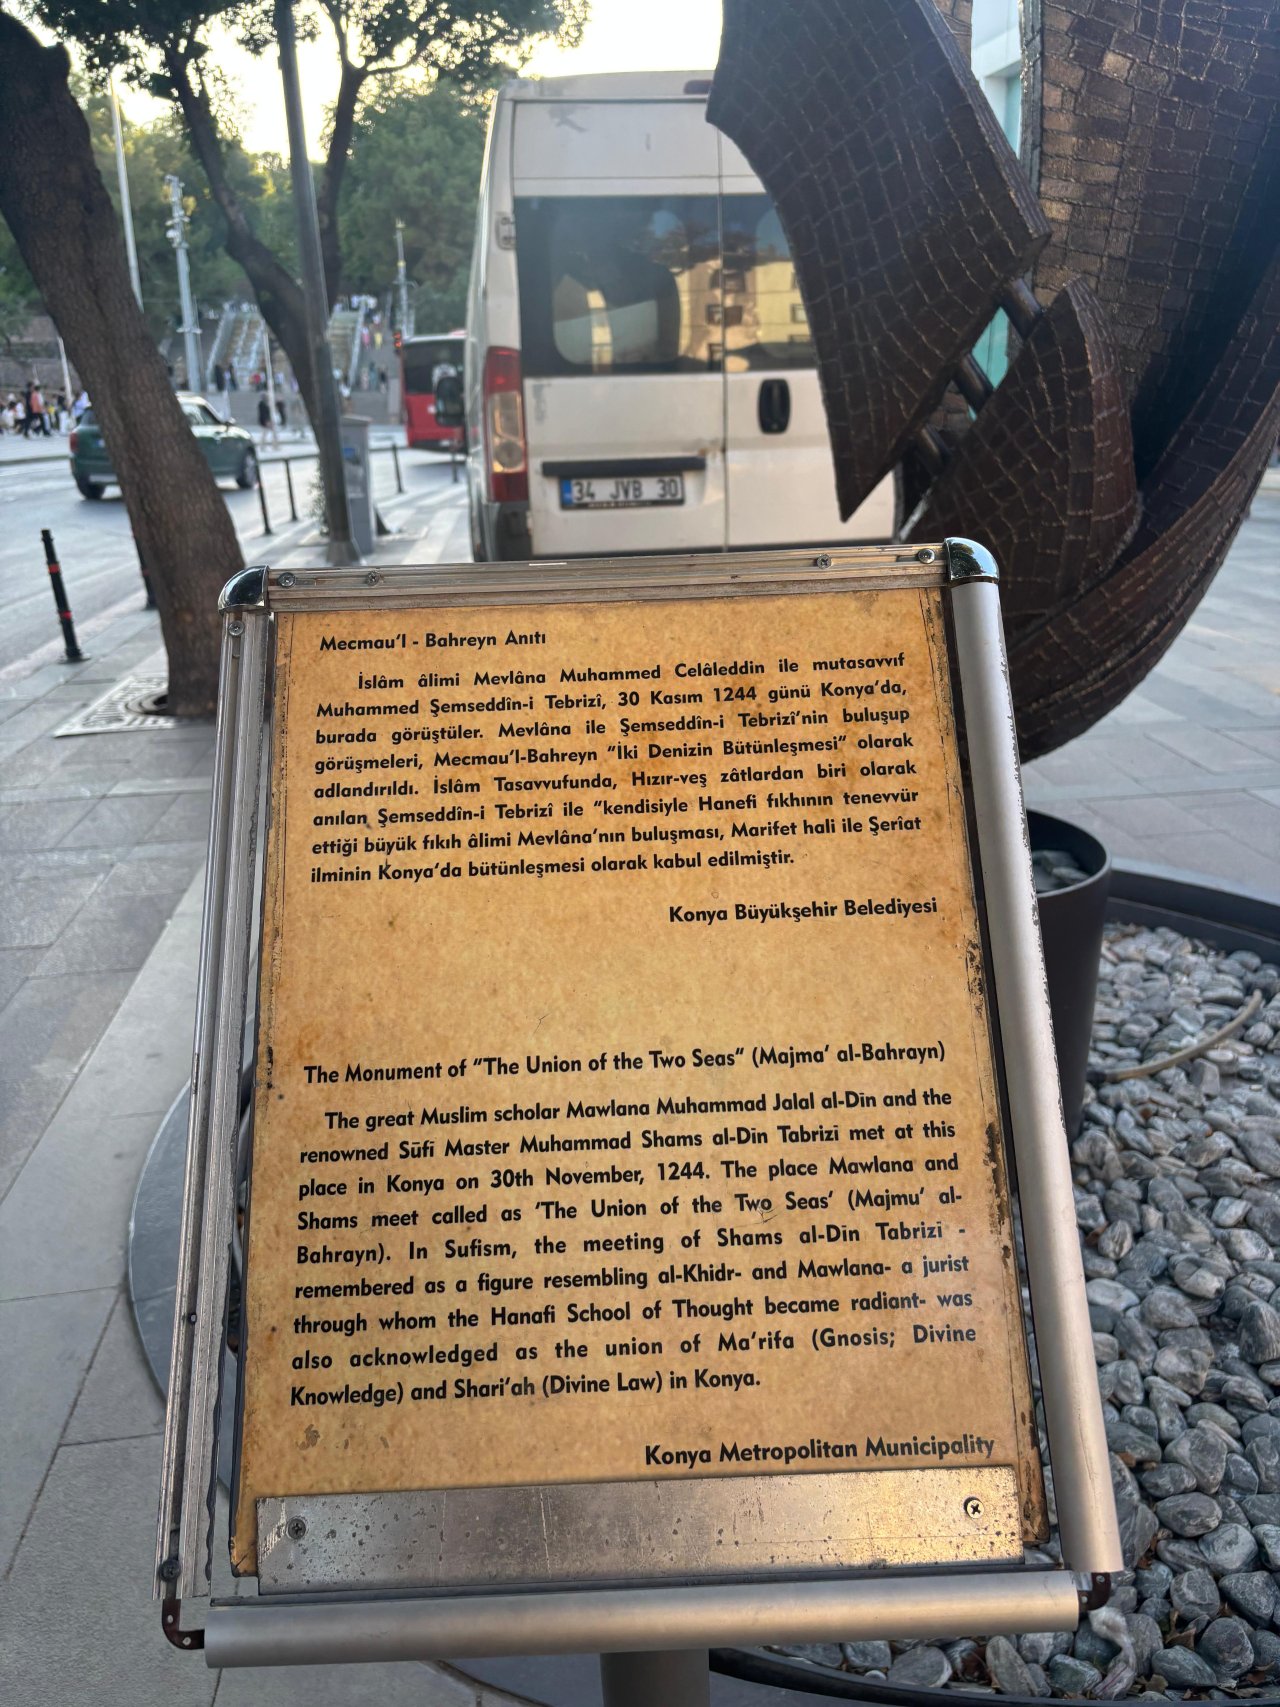 34 JVB 30
Mecmau'l - Bahreyn Anıtı
İslâm âlimi Mevlâna Muhammed Celâleddin ile mutasavvıf
Muhammed Şemseddîn-i Tebrizî, 30 Kasım 1244 günü Konya'da,
burada görüştüler. Mevlâna ile Şemseddîn-i Tebrizî'nin buluşup
görüşmeleri, Mecmau'l-Bahreyn "İki Denizin Bütünleşmesi" olarak
adlandırıldı. İslâm Tasavvufunda, Hızır-veş zâtlardan biri olarak
anılan Şemseddîn-i Tebrizî ile "kendisiyle Hanefi fıkhının tenevvür
ettiği büyük fıkıh âlimi Mevlâna'nın buluşması, Marifet hali ile Şerîat
ilminin Konya'da bütünleşmesi olarak kabul edilmiştir.
Konya Büyükşehir Belediyesi
The Monument of "The Union of the Two Seas" (Majma' al-Bahrayn)
The great Muslim scholar Mawlana Muhammad Jalal al-Dīn and the
renowned Sūfī Master Muhammad Shams al-Dīn Tabrizī met at this
place in Konya on 30th November, 1244. The place Mawlana and
Shams meet called as 'The Union of the Two Seas' (Majmu' al-
Bahrayn). In Sufism, the meeting of Shams al-Dīn Tabrizī -
remembered as a figure resembling al-Khidr- and Mawlana- a jurist
through whom the Hanafi School of Thought became radiant- was
also acknowledged as the union of Ma'rifa (Gnosis; Divine
Knowledge) and Shari'ah (Divine Law) in Konya.
Konya Metropolitan Municipality